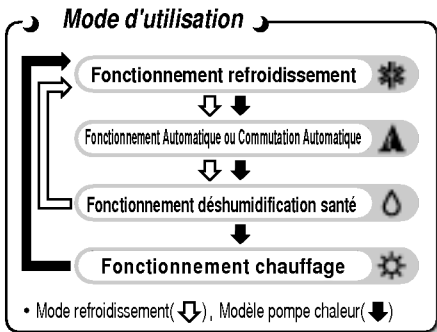 Mode d'utilisation
Fonctionnement refroidissement
Fonctionnement Automatique ou Commutation Automatique
Fonctionnement déshumidification santé
Fonctionnement chauffage
• Mode refroidissement(⇩), Modèle pompe chaleur(⬇)